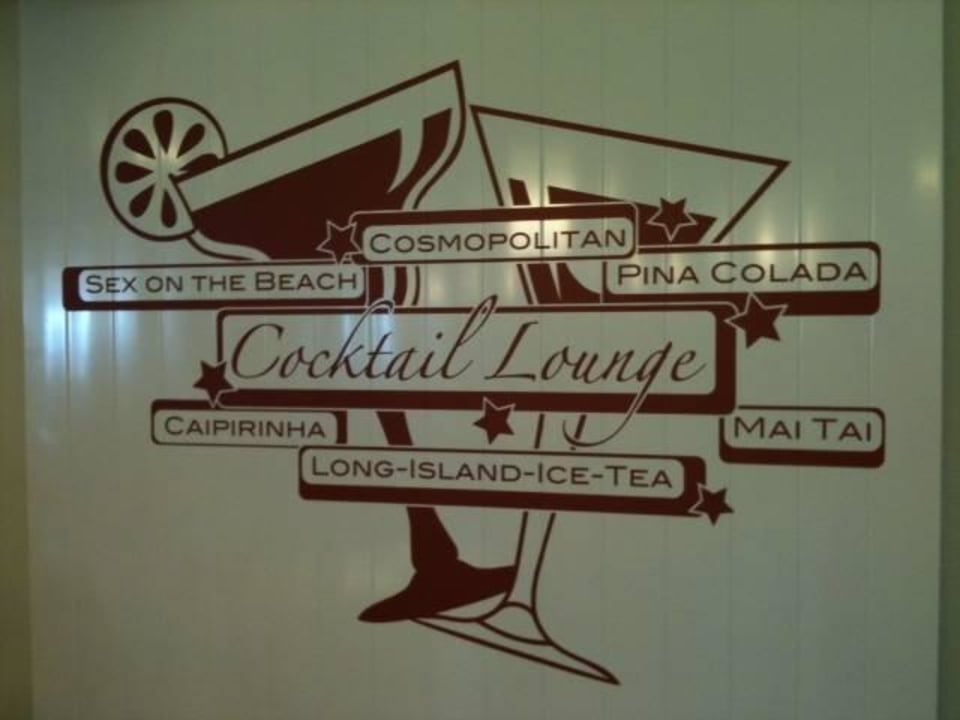 Cosmopolitan
Sex on the Beach
Pina Colada
Cocktail Lounge
Caipirinha
Mai Tai
Long-Island-Ice-Tea